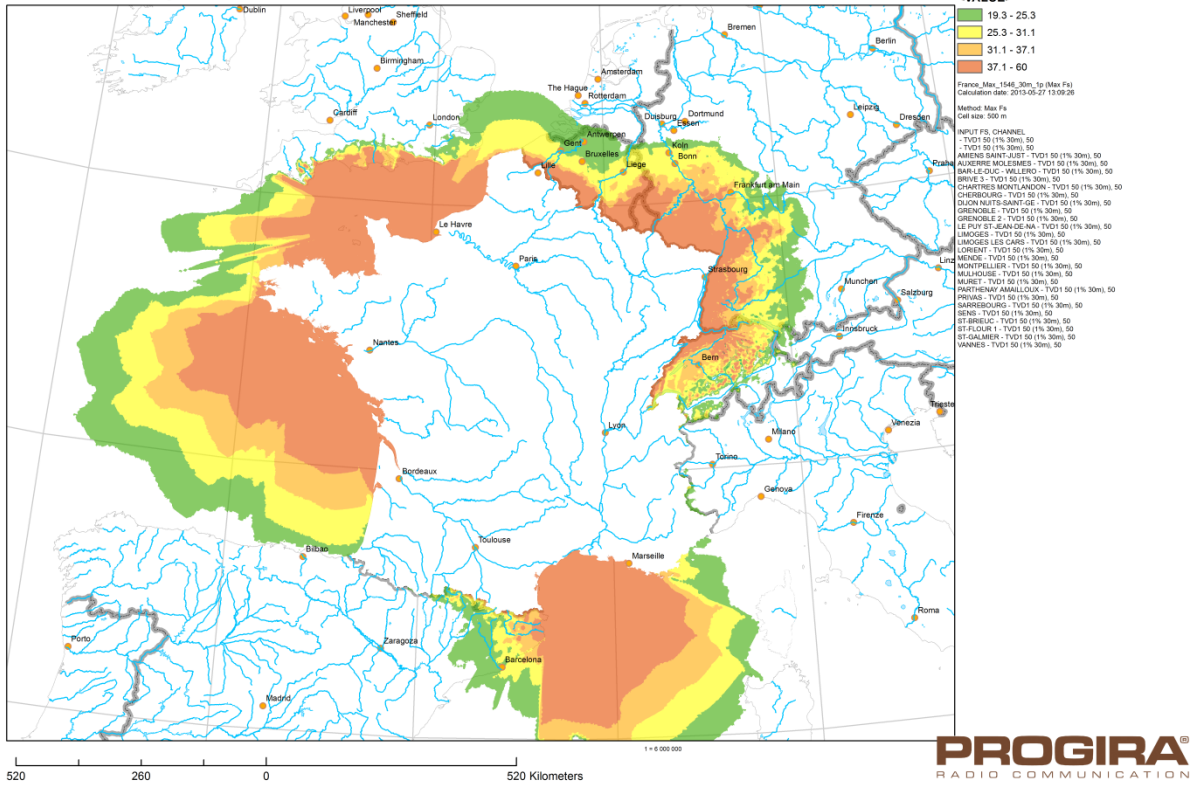 VALUE
19.3 - 25.3
25.3 - 31.1
31.1 - 37.1
37.1 - 60
France_Max_1546_30m_1p (Max Fs)
Calculation date: 2013-05-27 13:09:26
Method: Max Fs
Cell size: 500 m
INPUT FS, CHANNEL
- TVD1 50 (1% 30m), 50
- TVD1 50 (1% 30m), 50
AMIENS SAINT-JUST - TVD1 50 (1% 30m), 50
AUXERRE MOLESMES - TVD1 50 (1% 30m), 50
BAR-LE-DUC - WILLERO - TVD1 50 (1% 30m), 50
BRIVE 3 - TVD1 50 (1% 30m), 50
CHARTRES MONTLANDON - TVD1 50 (1% 30m), 50
CHERBOURG - TVD1 50 (1% 30m), 50
DIJON NUITS-SAINT-GE - TVD1 50 (1% 30m), 50
GRENOBLE - TVD1 50 (1% 30m), 50
GRENOBLE 2 - TVD1 50 (1% 30m), 50
LE PUY ST-JEAN-DE-NA - TVD1 50 (1% 30m), 50
LIMOGES - TVD1 50 (1% 30m), 50
LIMOGES LES CARS - TVD1 50 (1% 30m), 50
LORIENT - TVD1 50 (1% 30m), 50
MENDE - TVD1 50 (1% 30m), 50
MONTPELLIER - TVD1 50 (1% 30m), 50
MULHOUSE - TVD1 50 (1% 30m), 50
MURET - TVD1 50 (1% 30m), 50
PARTHENAY AMAILLOUX - TVD1 50 (1% 30m), 50
PRIVAS - TVD1 50 (1% 30m), 50
SARREBOURG - TVD1 50 (1% 30m), 50
SENS - TVD1 50 (1% 30m), 50
ST-BRIEUC - TVD1 50 (1% 30m), 50
ST-FLOUR 1 - TVD1 50 (1% 30m), 50
ST-GALMIER - TVD1 50 (1% 30m), 50
VANNES - TVD1 50 (1% 30m), 50
Dublin
Liverpool
Sheffield
Manchester
Bremen
Berlin
Birmingham
Amsterdam
The Hague
Rotterdam
Cardiff
London
Duisburg
Dortmund
Essen
Leipzig
Dresden
Antwerpen
Gent
Bruxelles
Koln
Bonn
Lille
Liege
Praha
Frankfurt am Main
Le Havre
Paris
Strasbourg
Linz
Munchen
Salzburg
Innsbruck
Nantes
Bern
Trieste
Lyon
Milano
Venezia
Torino
Bordeaux
Genova
Firenze
Toulouse
Bilbao
Marseille
Roma
Porto
Zaragoza
Barcelona
Madrid
1 = 6 000 000
520 260 0 520 Kilometers
PROGIRA®
RADIO COMMUNICATION